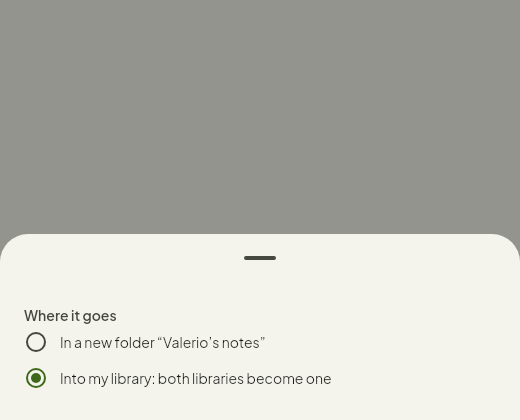 Where it goes
In a new folder “Valerio’s notes”
Into my library: both libraries become one